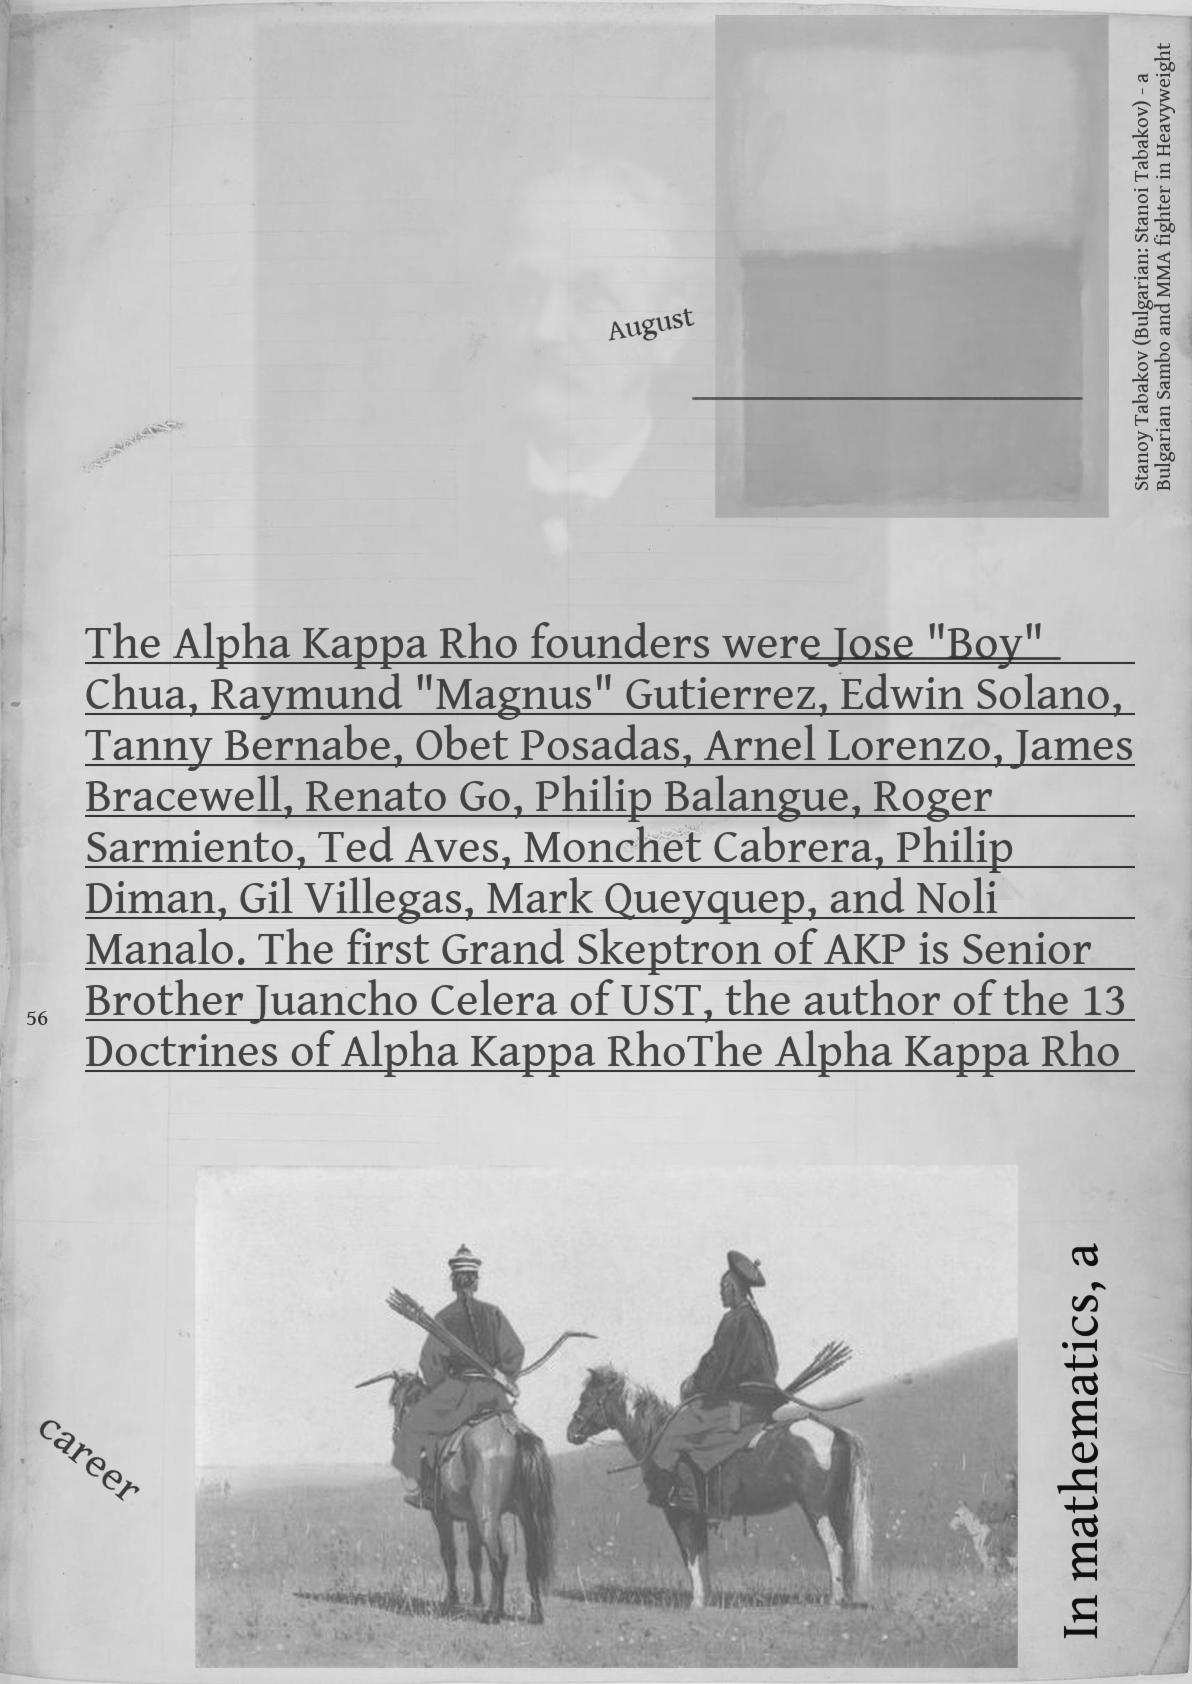 Stanoy Tabakov (Bulgarian: Stanoi Tabakov) - a
Bulgarian Sambo and MMA fighter in Heavyweight
August
The Alpha Kappa Rho founders were Jose "Boy"
Chua, Raymund "Magnus" Gutierrez, Edwin Solano,
Tanny Bernabe, Obet Posadas, Arnel Lorenzo, James
Bracewell, Renato Go, Philip Balangue, Roger
Sarmiento, Ted Aves, Monchet Cabrera, Philip
Diman, Gil Villegas, Mark Queyquep, and Noli
Manalo. The first Grand Skeptron of AKP is Senior
Brother Juancho Celera of UST, the author of the 13
Doctrines of Alpha Kappa RhoThe Alpha Kappa Rho
56
In mathematics, a
career